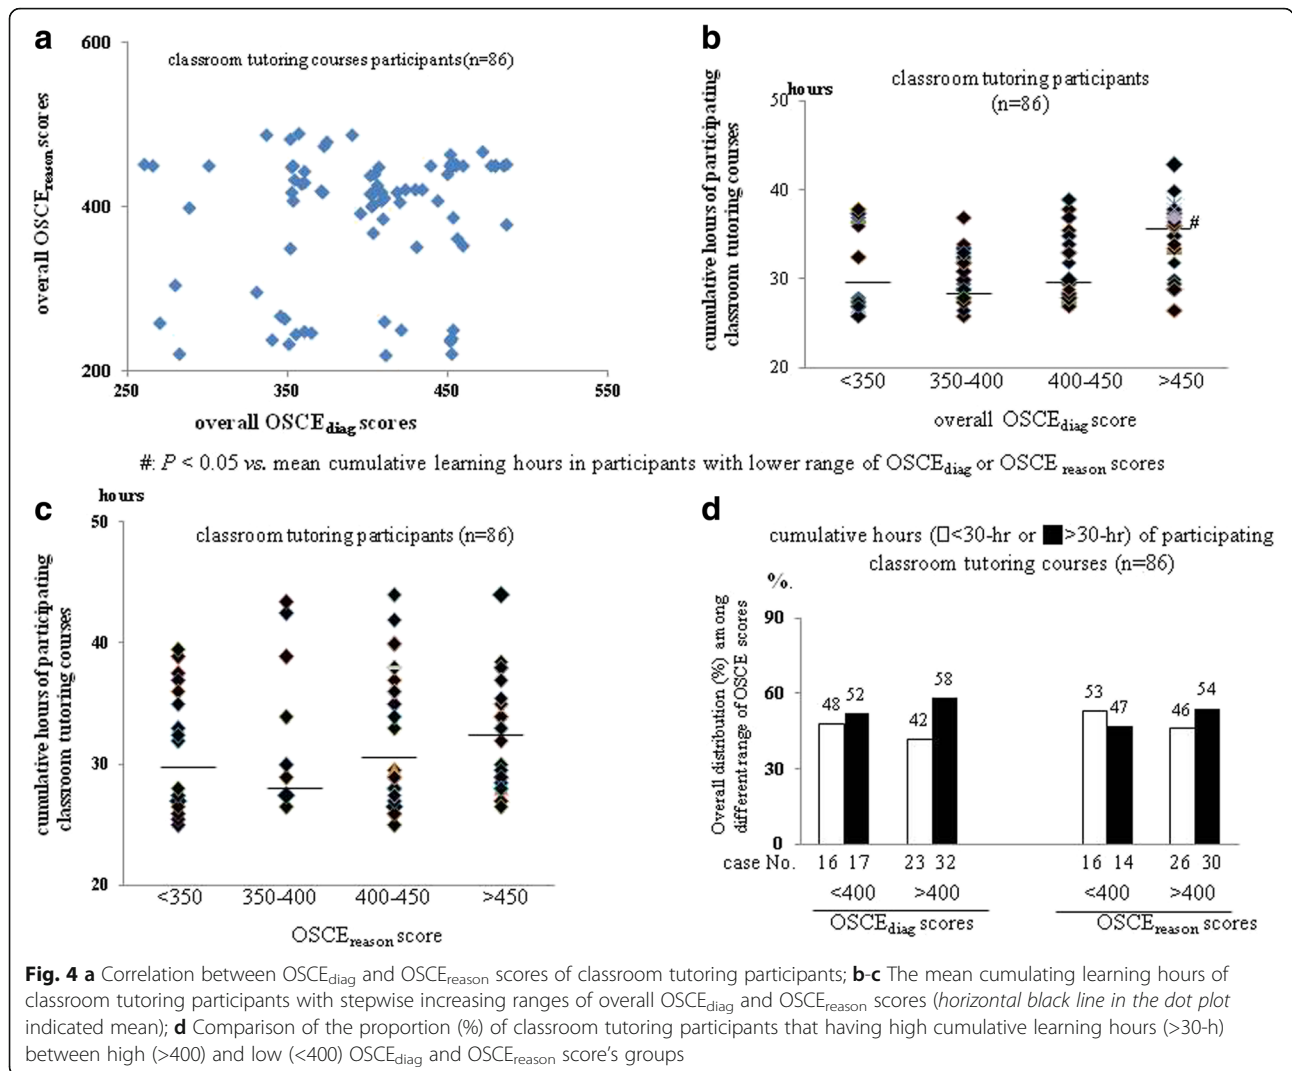 a
classroom tutoring courses participants(n=86)
overall OSCEreason scores
600
400
200
250 350 450 550
overall OSCEdiag scores
b
classroom tutoring participants
(n=86)
hours
cumulative hours of participating
classroom tutoring courses
50
40
30
20
#
<350 350-400 400-450 >450
overall OSCEdiag score
#: P < 0.05 vs. mean cumulative learning hours in participants with lower range of OSCEdiag or OSCE reason scores
c
hours
classroom tutoring participants (n=86)
cumulative hours of participating
classroom tutoring courses
50
40
30
20
<350 350-400 400-450 >450
OSCEreason score
d
cumulative hours (□<30-hr or ■>30-hr) of participating
classroom tutoring courses (n=86)
%.
Overall distribution (%) among
different range of OSCE scores
90
60
30
0
48 52 42 58 53 47 46 54
case No. 16 17 23 32 16 14 26 30
<400 >400 <400 >400
OSCEdiag scores OSCEreason scores
Fig. 4 a Correlation between OSCEdiag and OSCEreason scores of classroom tutoring participants; b-c The mean cumulating learning hours of
classroom tutoring participants with stepwise increasing ranges of overall OSCEdiag and OSCEreason scores (horizontal black line in the dot plot
indicated mean); d Comparison of the proportion (%) of classroom tutoring participants that having high cumulative learning hours (>30-h)
between high (>400) and low (<400) OSCEdiag and OSCEreason score's groups